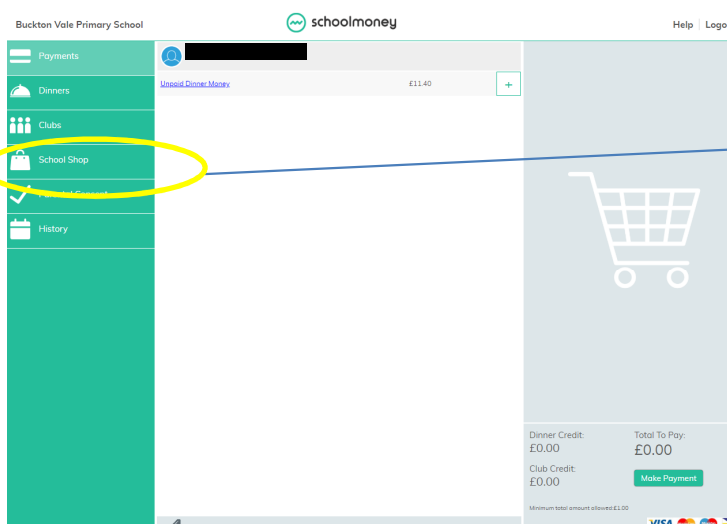 Buckton Vale Primary School
schoolmoney
Help
Payments
Unpaid Dinner Money £11.40 +
Dinners
Clubs
School Shop
History
Dinner Credit: Total To Pay:
£0.00 £0.00
Club Credit:
£0.00 Make Payment
Minimum total amount allowed £1.00
VISA